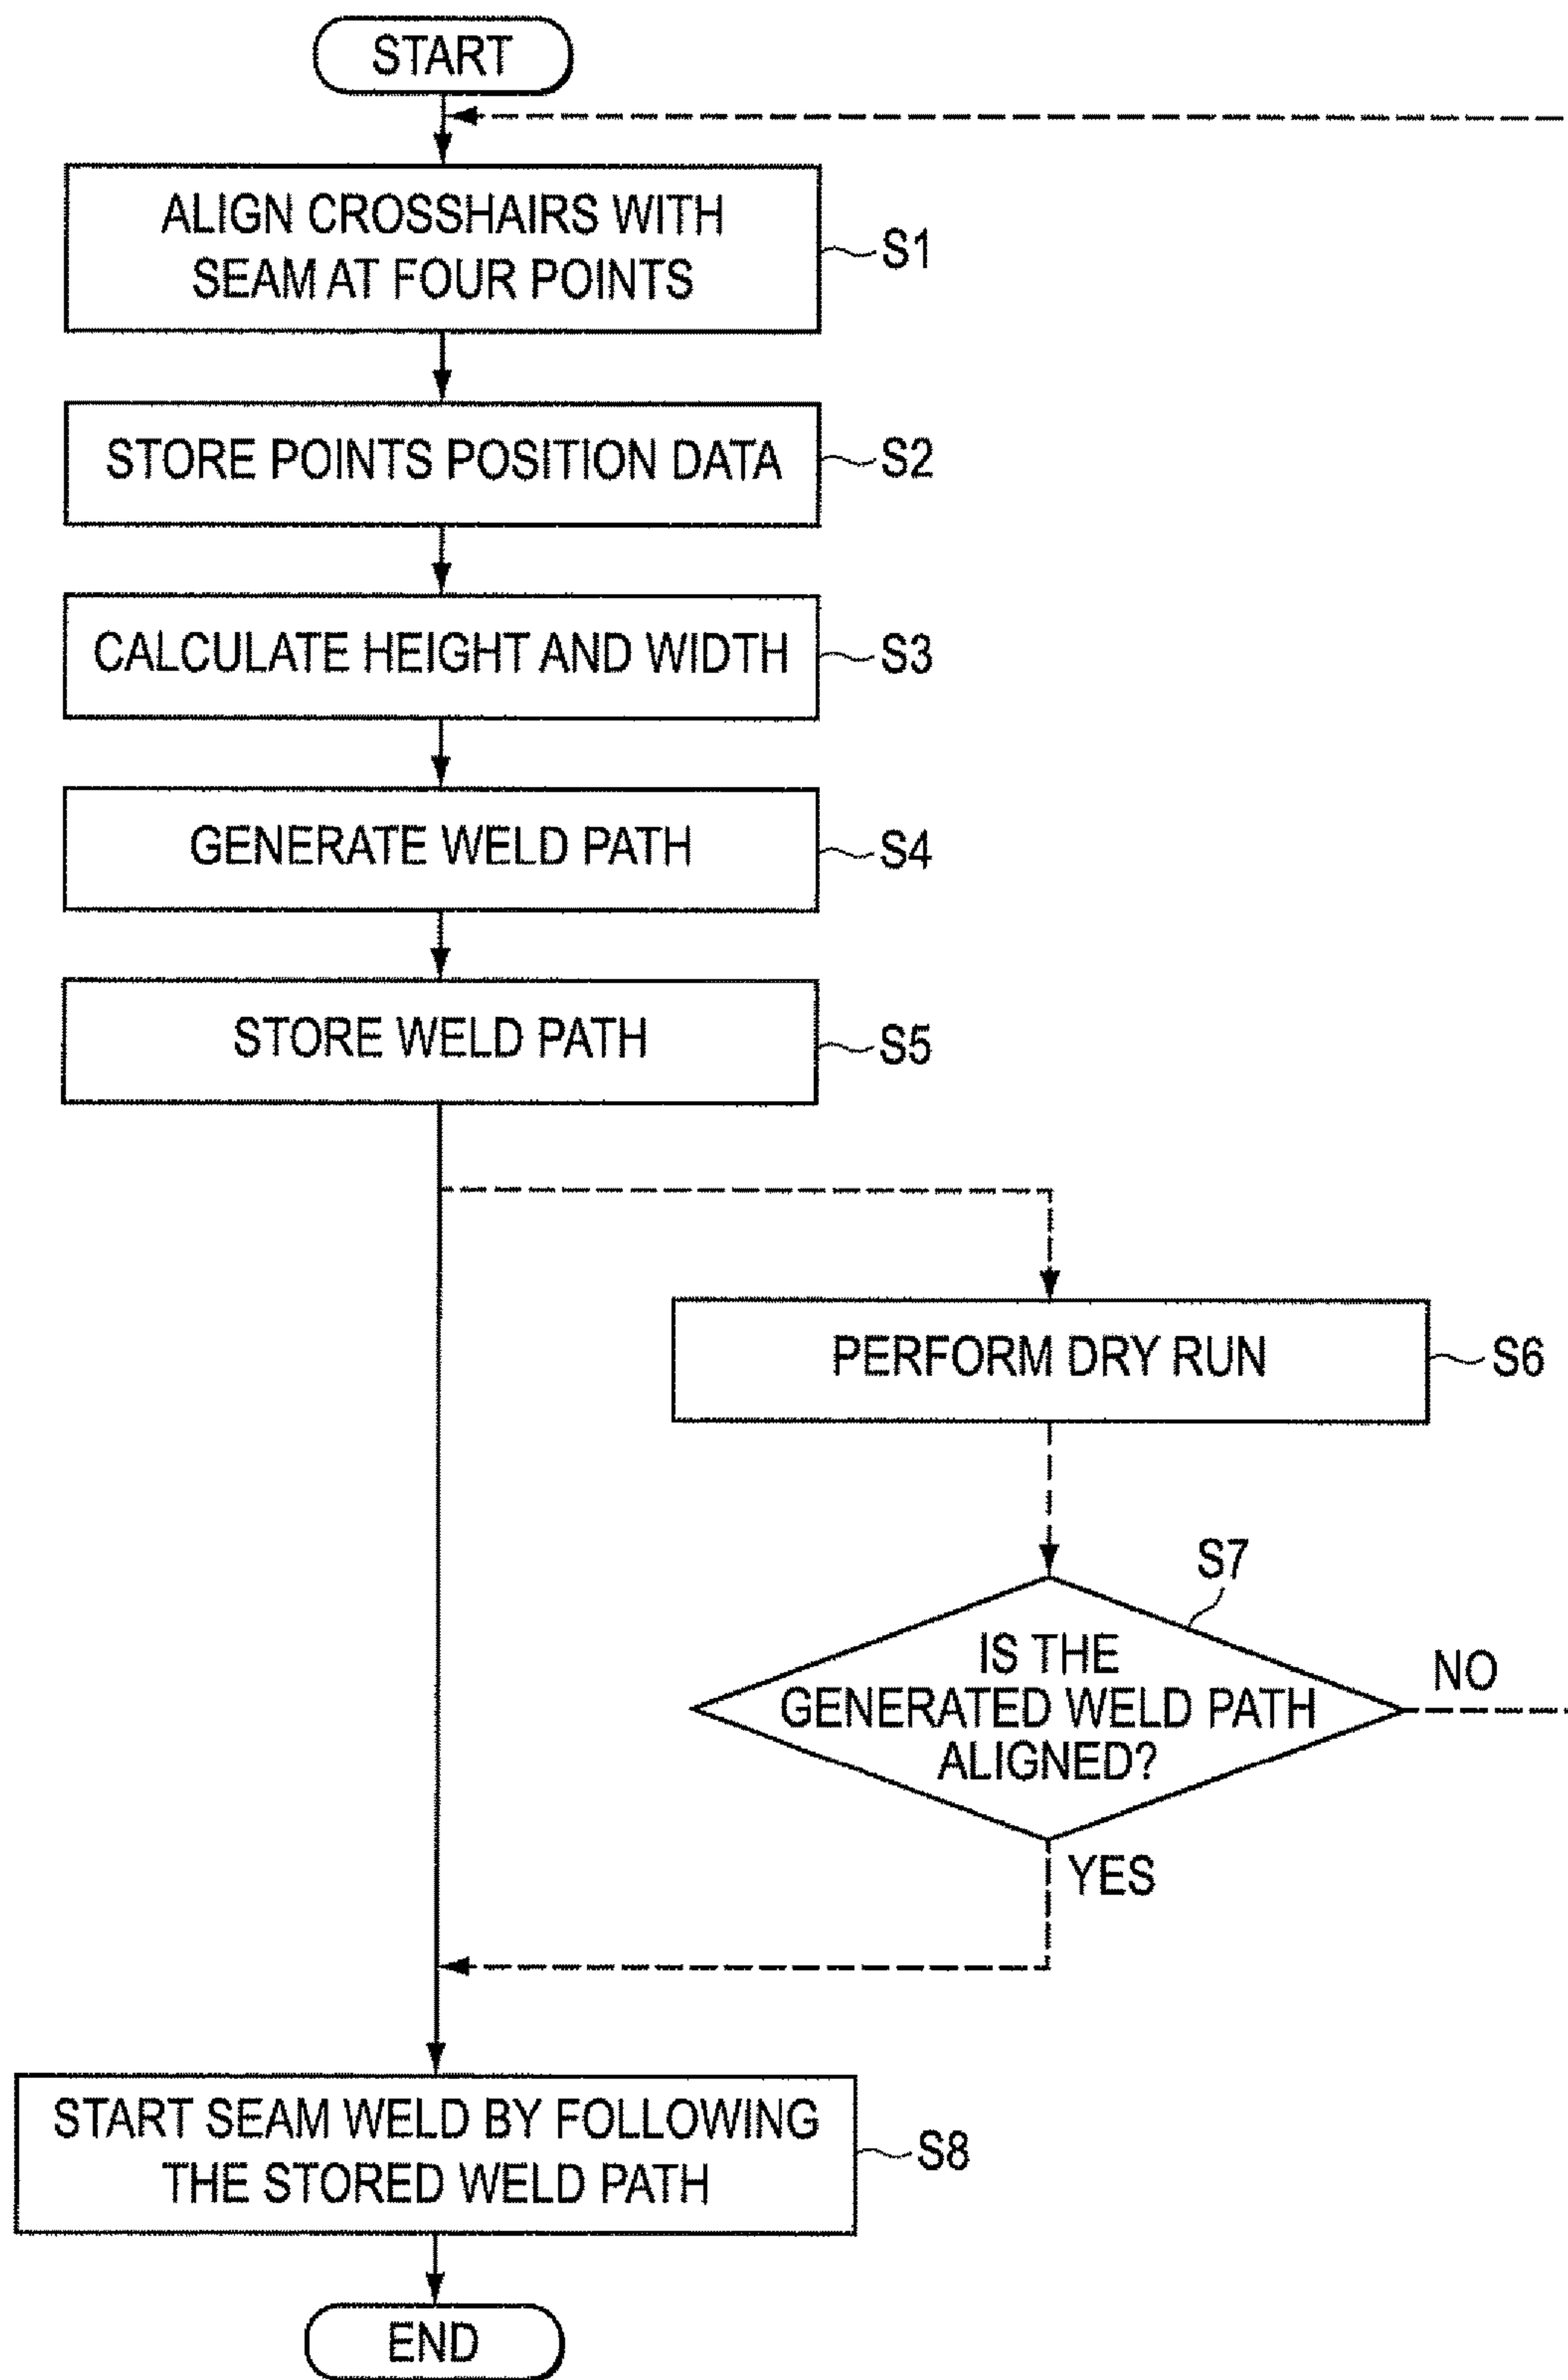 START
ALIGN CROSSHAIRS WITH
SEAM AT FOUR POINTS
S1
STORE POINTS POSITION DATA
S2
CALCULATE HEIGHT AND WIDTH
S3
GENERATE WELD PATH
S4
STORE WELD PATH
S5
PERFORM DRY RUN
S6
S7
IS THE
GENERATED WELD PATH
ALIGNED?
NO
YES
START SEAM WELD BY FOLLOWING
THE STORED WELD PATH
S8
END